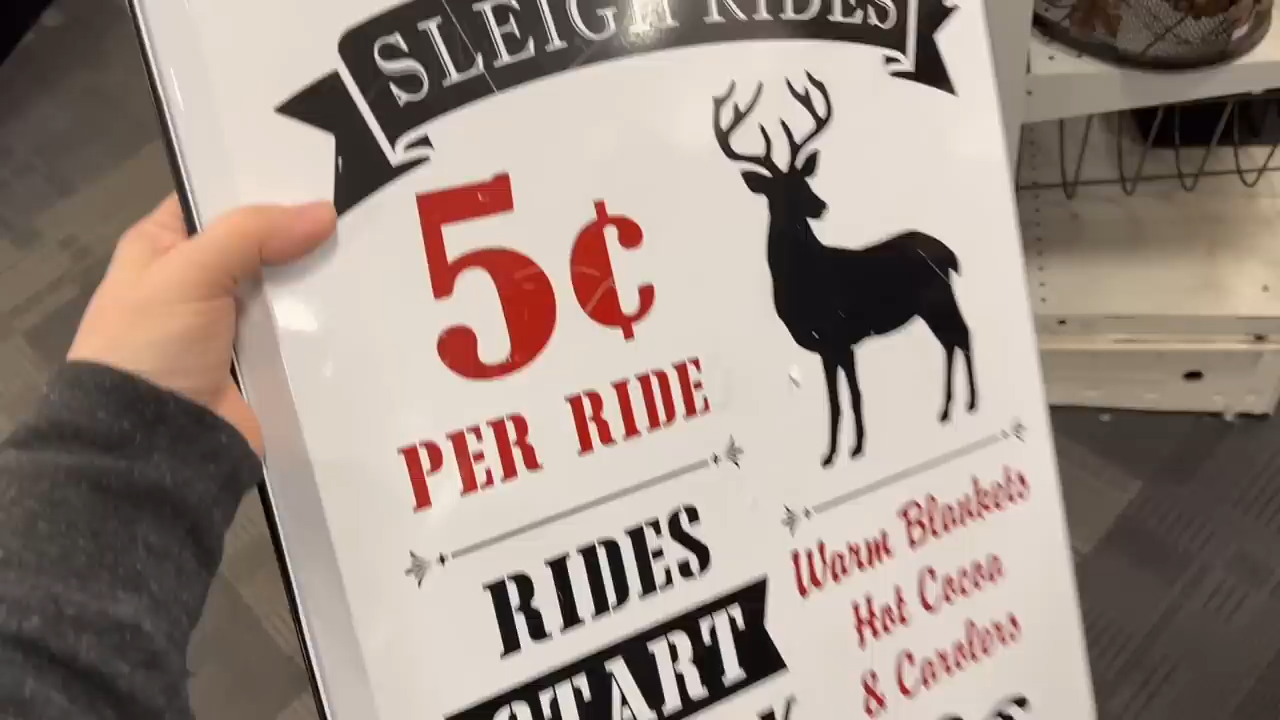 SLEIGH RIDES
5¢
PER RIDE
RIDES
START
Warm Blankets
Hot Cocoa
& Carolers